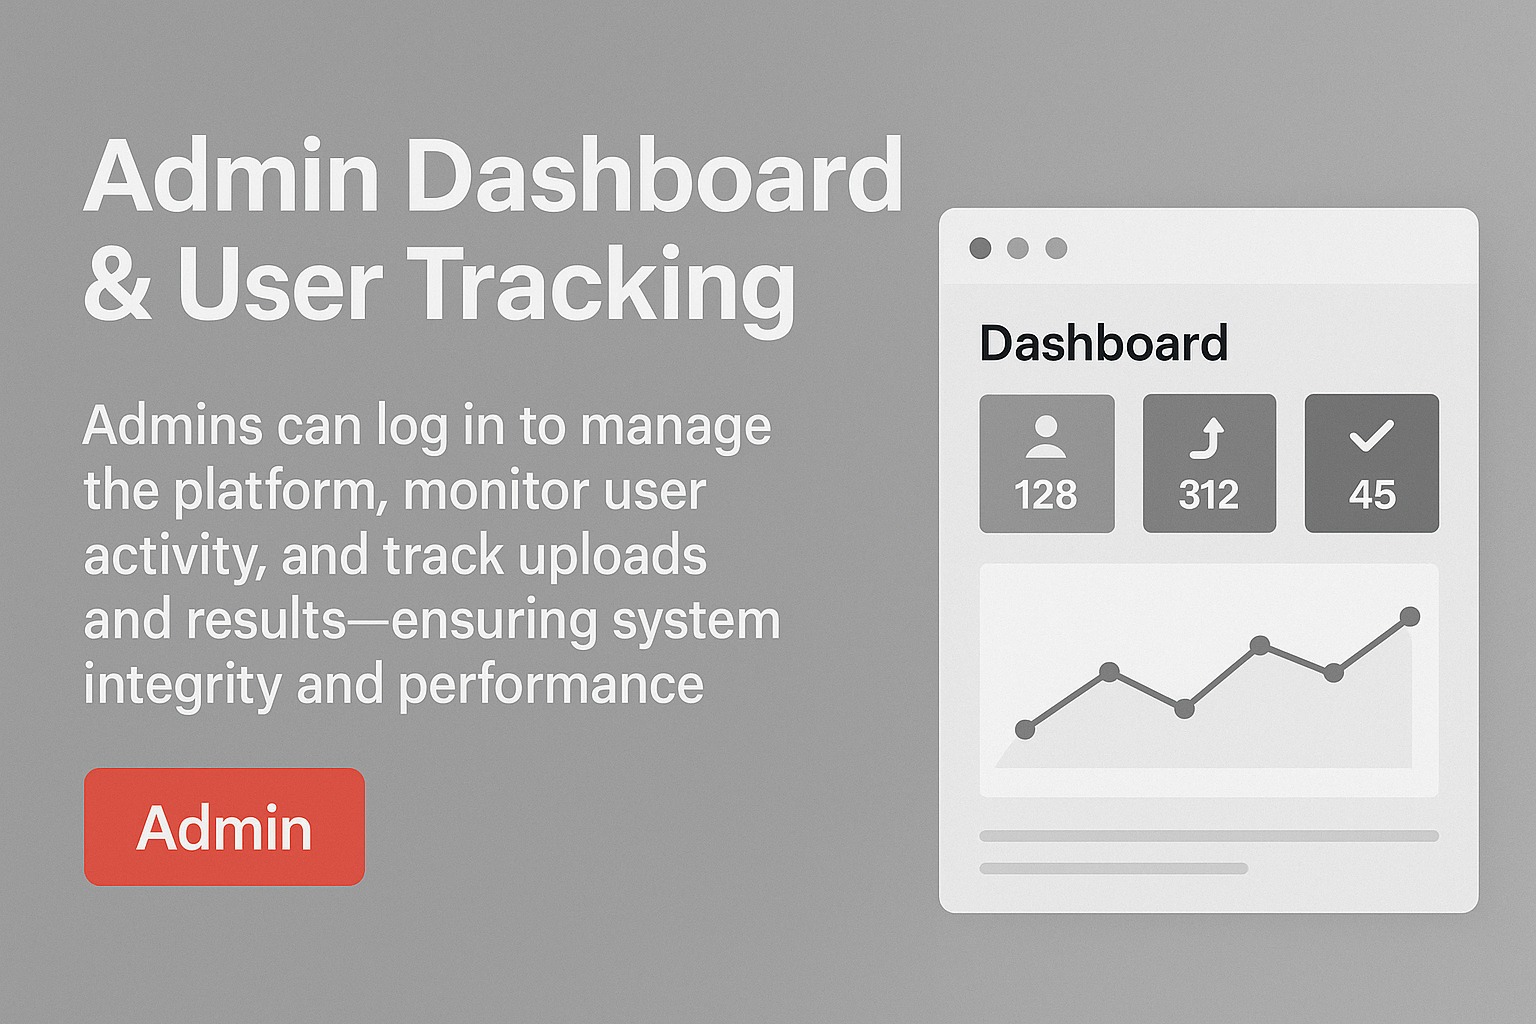 Admin Dashboard
& User Tracking
Admins can log in to manage
the platform, monitor user
activity, and track uploads
and results—ensuring system
integrity and performance
Admin
Dashboard
128
312
45